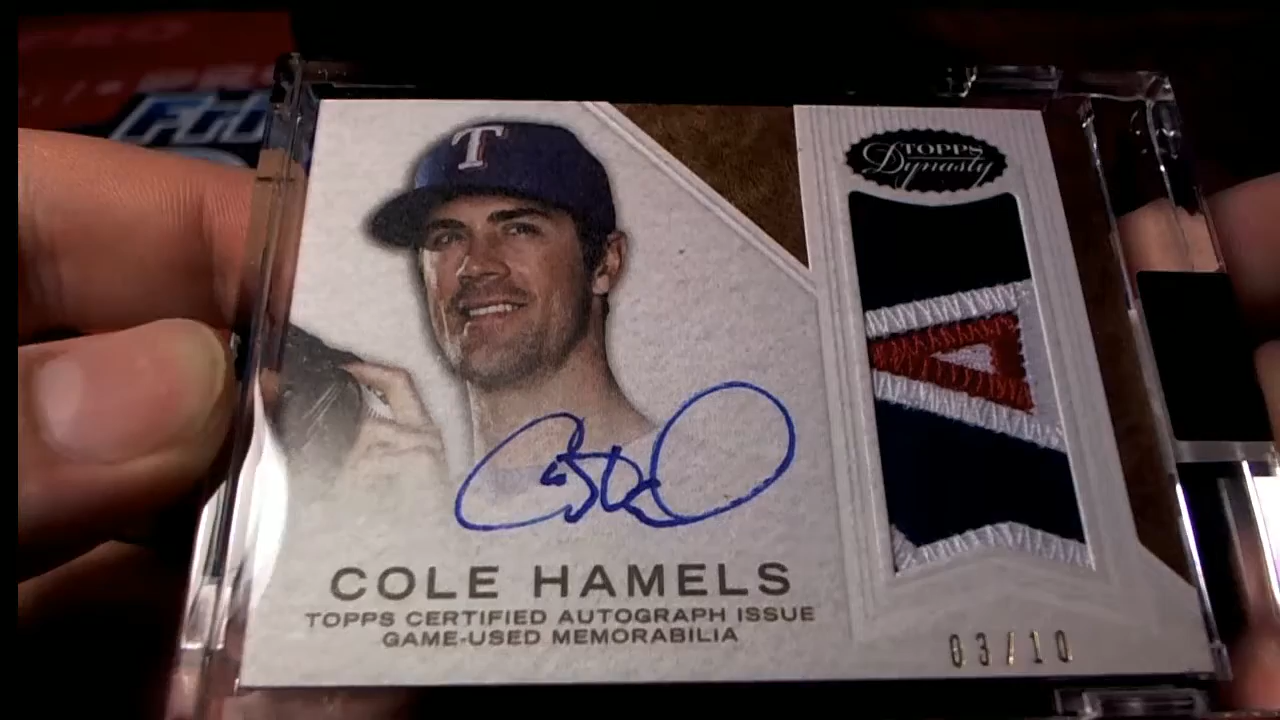 T
TOPPS
Dynasty
COLE HAMELS
TOPPS CERTIFIED AUTOGRAPH ISSUE
GAME-USED MEMORABILIA
03/10